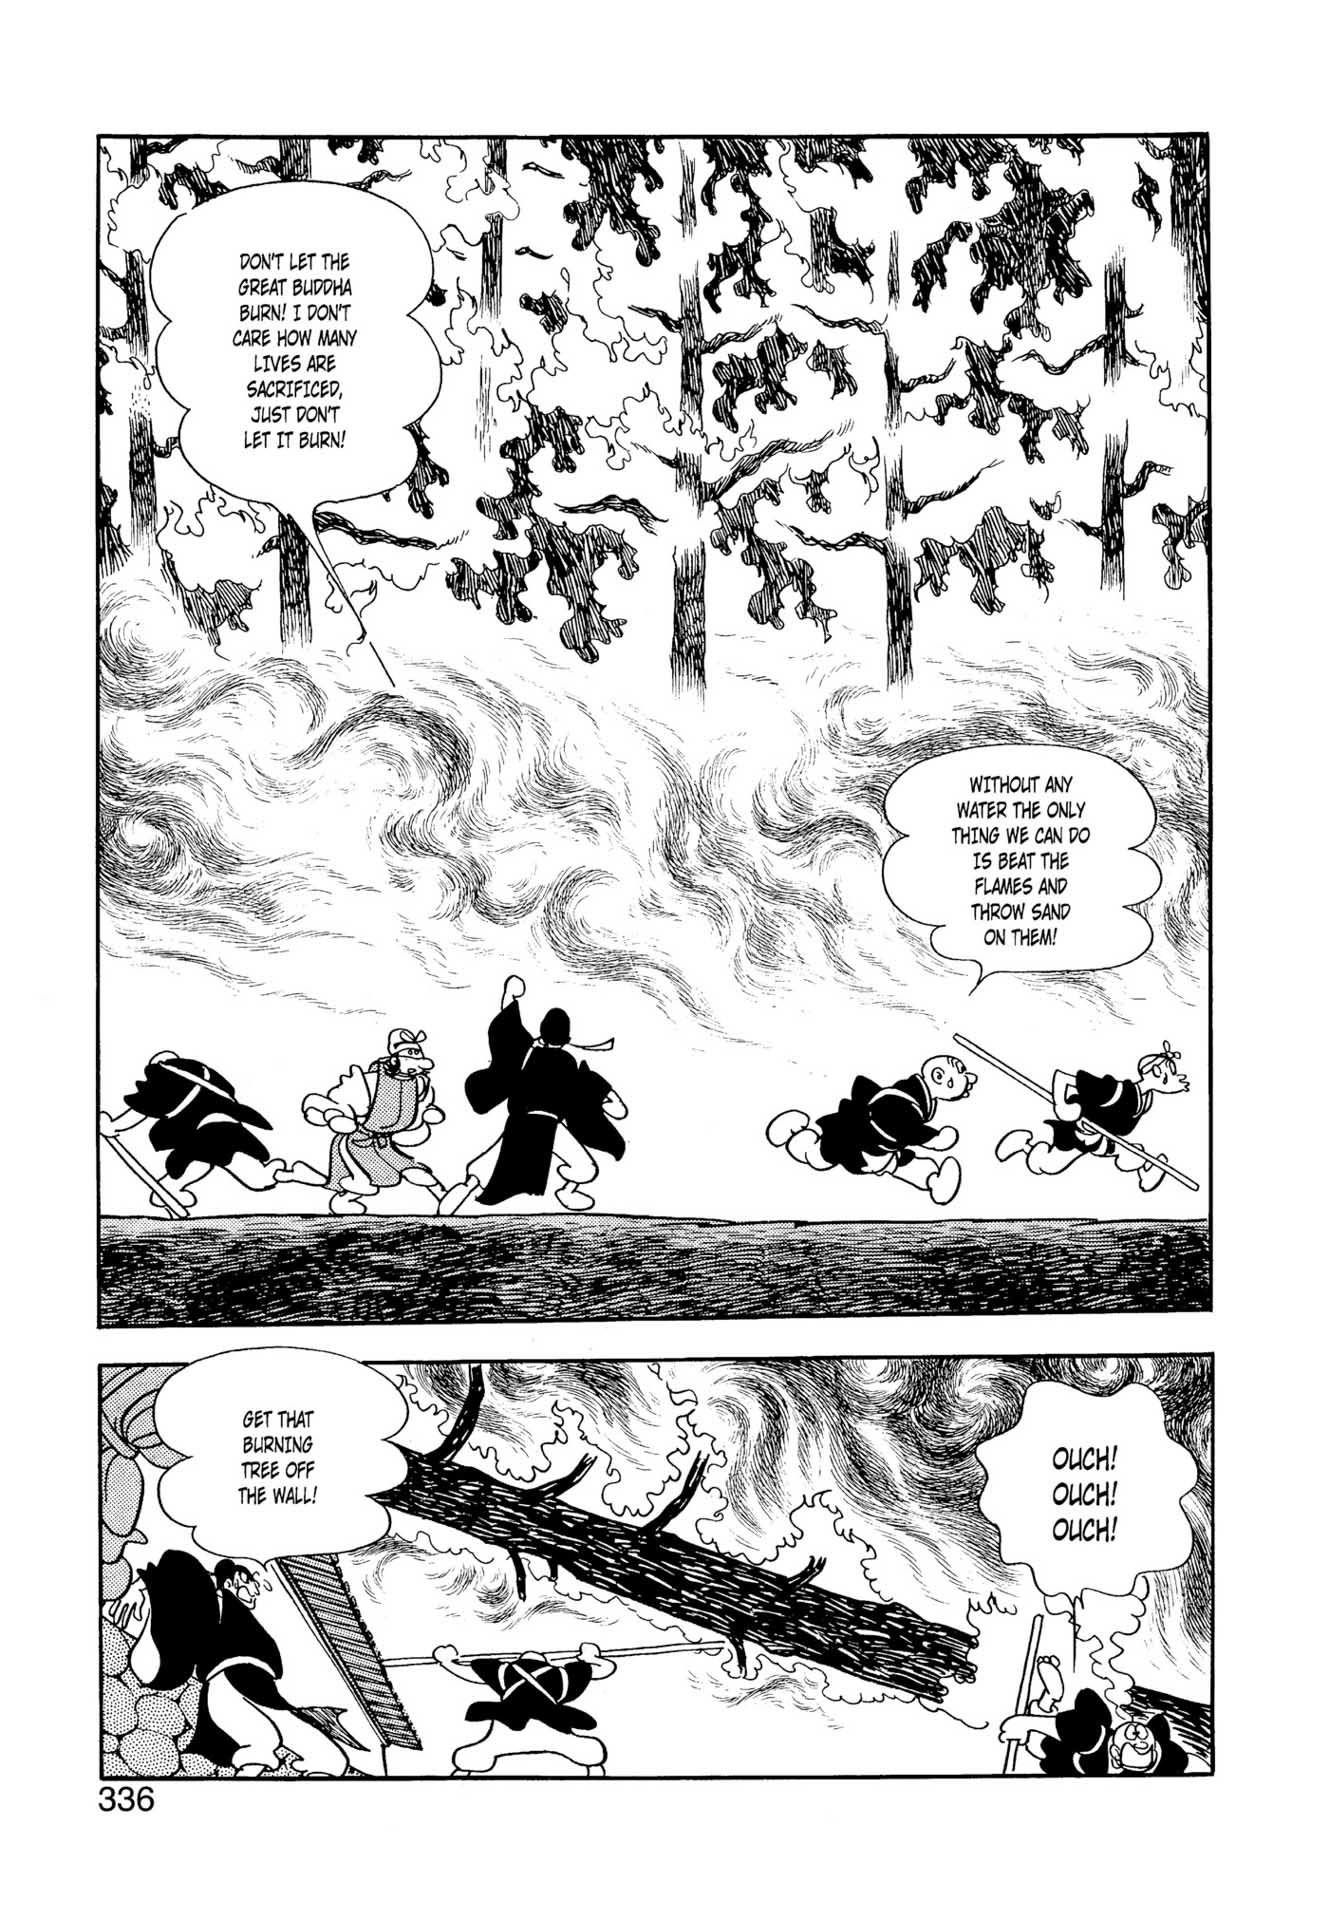 DON'T LET THE
GREAT BUDDHA
BURN! I DON'T
CARE HOW MANY
LIVES ARE
SACRIFICED,
JUST DON'T
LET IT BURN!
WITHOUT ANY
WATER THE ONLY
THING WE CAN DO
IS BEAT THE
FLAMES AND
THROW SAND
ON THEM!
GET THAT
BURNING
TREE OFF
THE WALL!
OUCH!
OUCH!
OUCH!
336